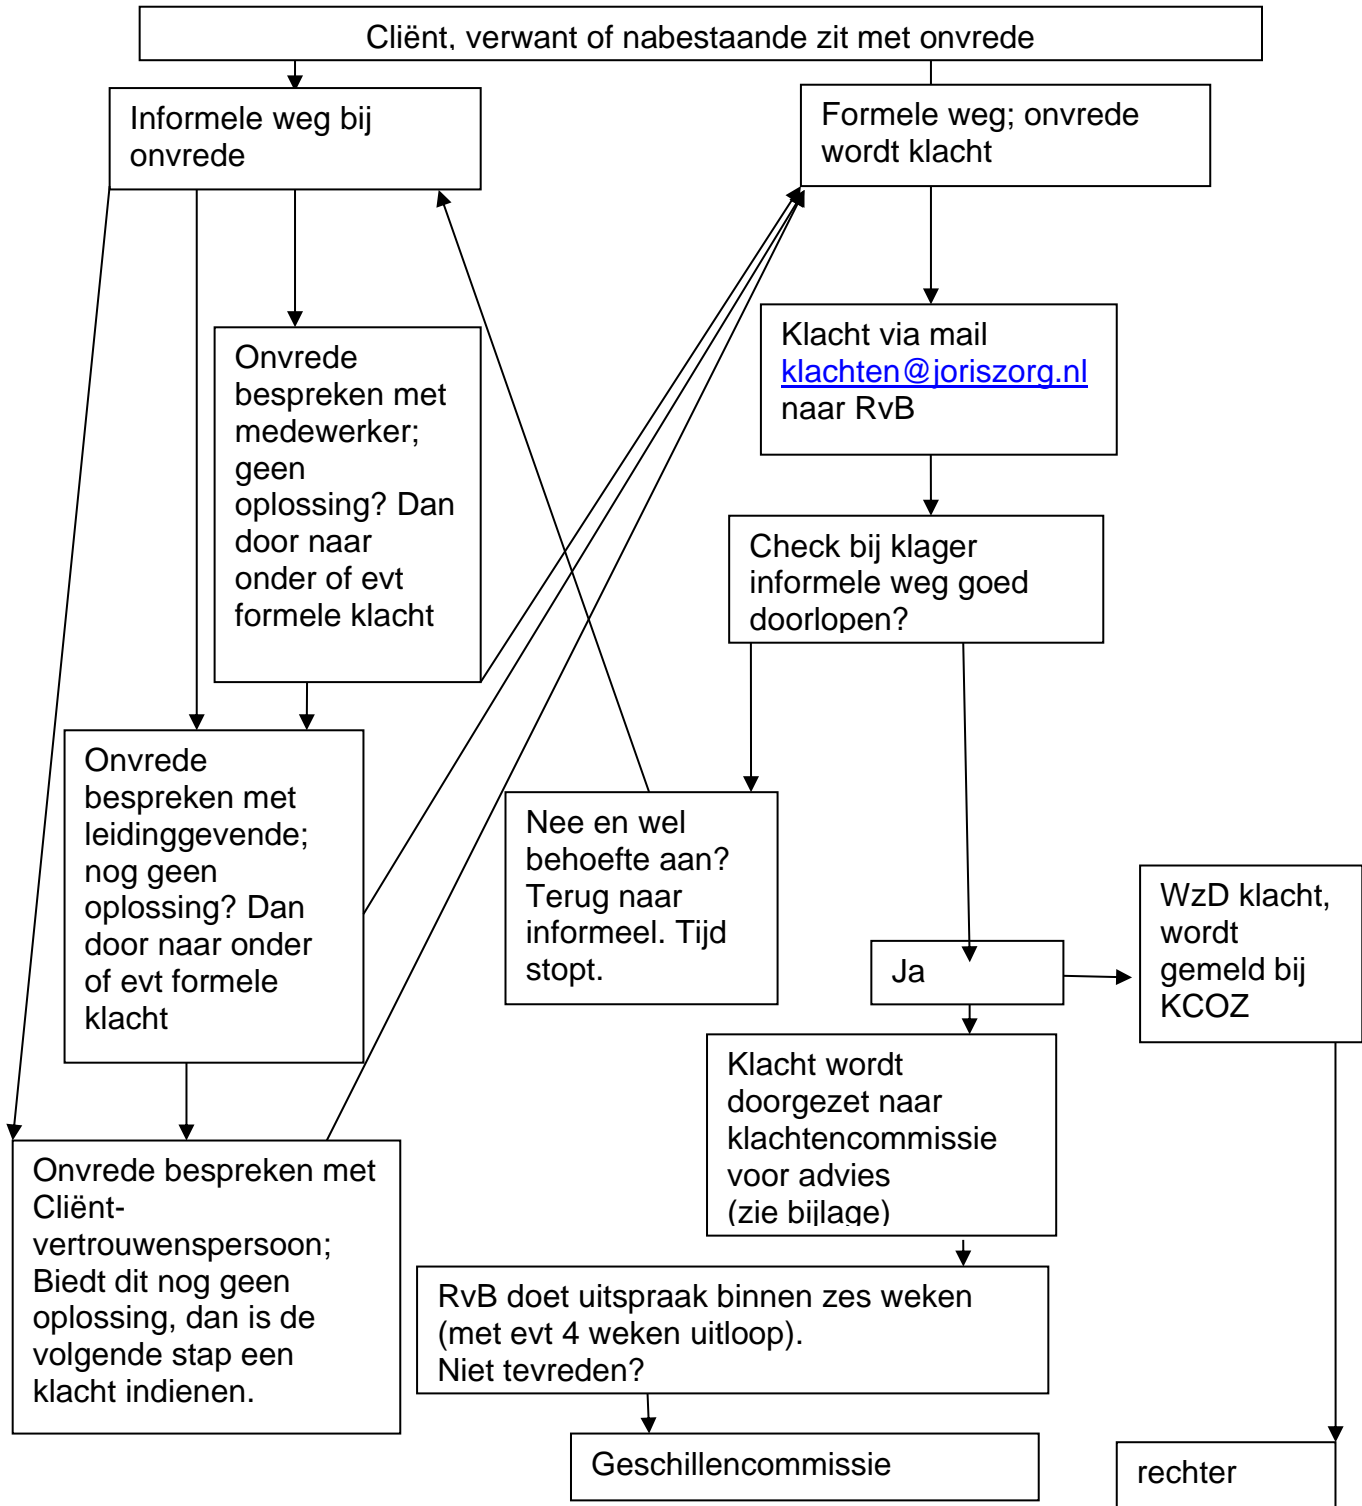 Cliënt, verwant of nabestaande zit met onvrede
Informele weg bij
onvrede
Formele weg; onvrede
wordt klacht
Onvrede
bespreken met
medewerker;
geen
oplossing? Dan
door naar
onder of evt
formele klacht
Klacht via mail
klachten@joriszorg.nl
naar RvB
Check bij klager
informele weg goed
doorlopen?
Onvrede
bespreken met
leidinggevende;
nog geen
oplossing? Dan
door naar onder
of evt formele
klacht
Nee en wel
behoefte aan?
Terug naar
informeel. Tijd
stopt.
Ja
WzD klacht,
wordt
gemeld bij
KCOZ
Klacht wordt
doorgezet naar
klachtencommissie
voor advies
(zie bijlage)
Onvrede bespreken met
Cliënt-
vertrouwenspersoon;
Biedt dit nog geen
oplossing, dan is de
volgende stap een
klacht indienen.
RvB doet uitspraak binnen zes weken
(met evt 4 weken uitloop).
Niet tevreden?
Geschillencommissie
rechter